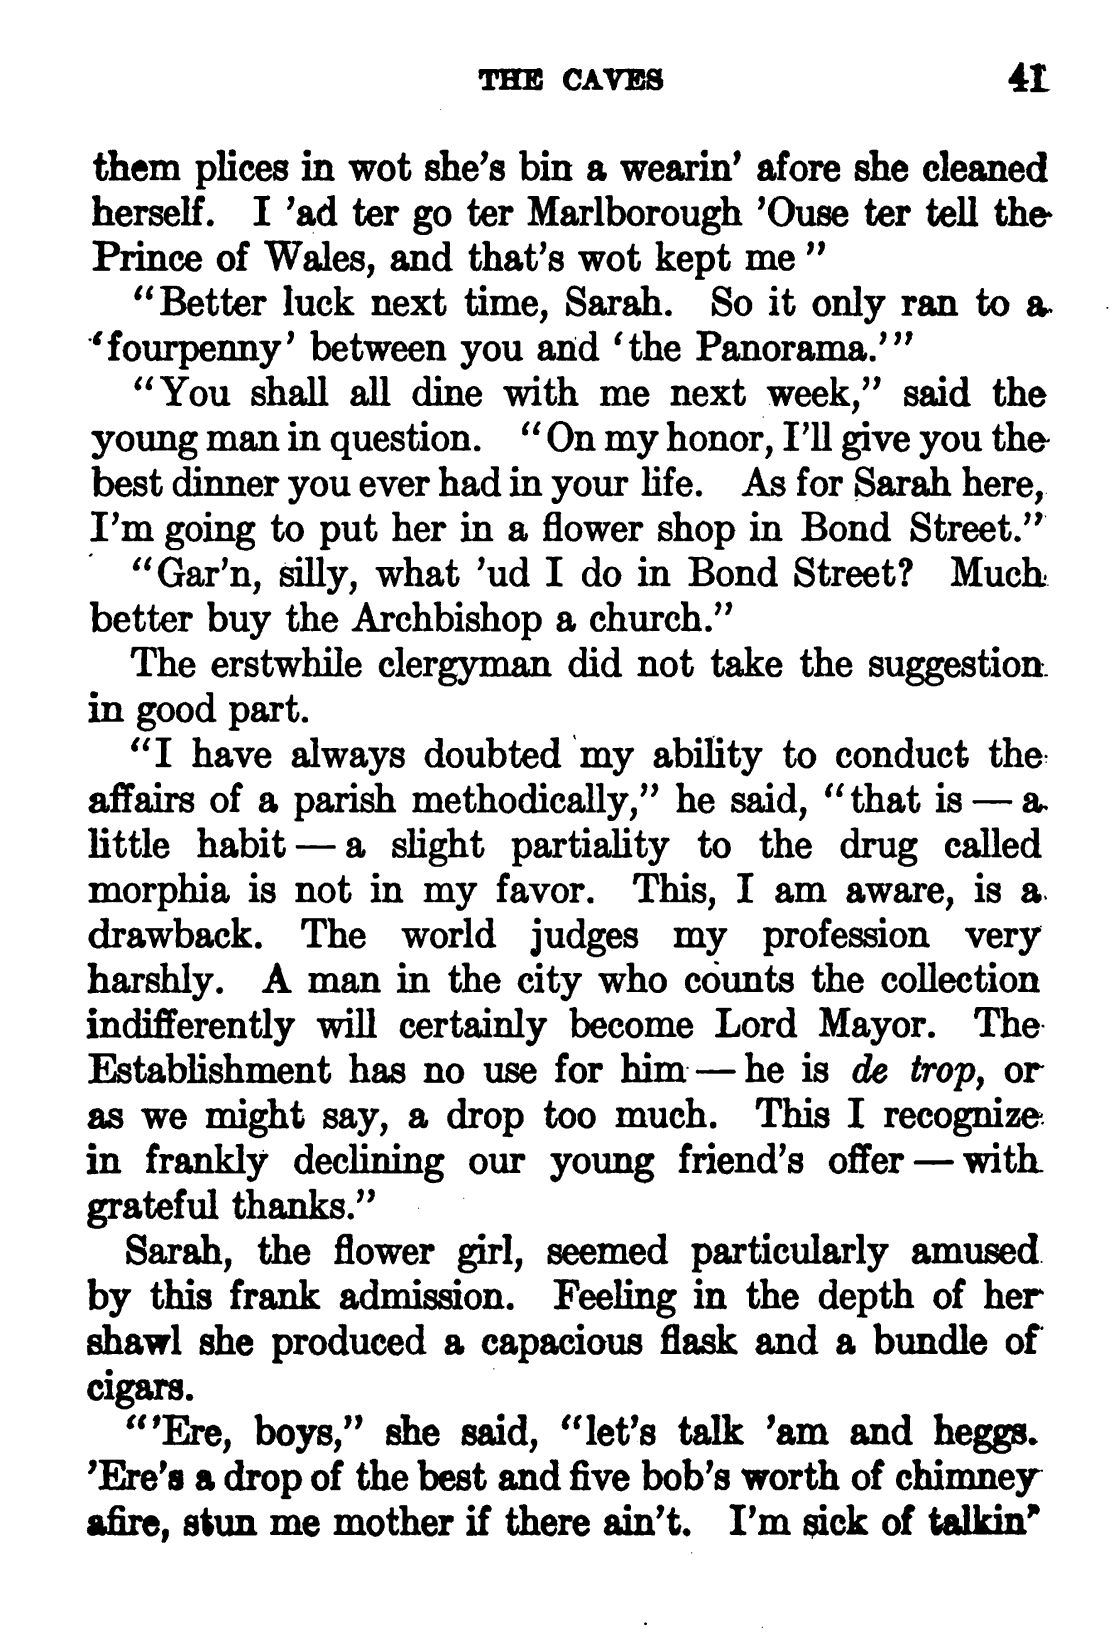 THE CAVES 41
them plices in wot she's bin a wearin' afore she cleaned
herself. I 'ad ter go ter Marlborough 'Ouse ter tell the
Prince of Wales, and that's wot kept me"
"Better luck next time, Sarah. So it only ran to a
'fourpenny' between you and 'the Panorama.'"
"You shall all dine with me next week," said the
young man in question. "On my honor, I'll give you the
best dinner you ever had in your life. As for Sarah here,
I'm going to put her in a flower shop in Bond Street."
"Gar'n, silly, what 'ud I do in Bond Street? Much
better buy the Archbishop a church."
The erstwhile clergyman did not take the suggestion
in good part.
"I have always doubted my ability to conduct the
affairs of a parish methodically," he said, "that is — a
little habit — a slight partiality to the drug called
morphia is not in my favor. This, I am aware, is a
drawback. The world judges my profession very
harshly. A man in the city who counts the collection
indifferently will certainly become Lord Mayor. The
Establishment has no use for him — he is de trop, or
as we might say, a drop too much. This I recognize
in frankly declining our young friend's offer — with
grateful thanks."
Sarah, the flower girl, seemed particularly amused
by this frank admission. Feeling in the depth of her
shawl she produced a capacious flask and a bundle of
cigars.
"'Ere, boys," she said, "let's talk 'am and heggs.
'Ere's a drop of the best and five bob's worth of chimney
afire, stun me mother if there ain't. I'm sick of talkin'